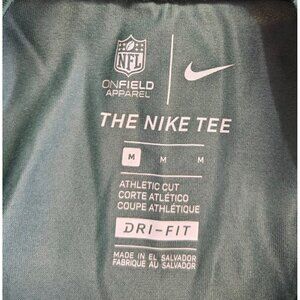 NFL
ONFIELD
APPAREL
THE NIKE TEE
M M M
ATHLETIC CUT
CORTE ATLÉTICO
COUPE ATHLÉTIQUE
DRI-FIT
MADE IN EL SALVADOR
FABRIQUE AU SALVADOR